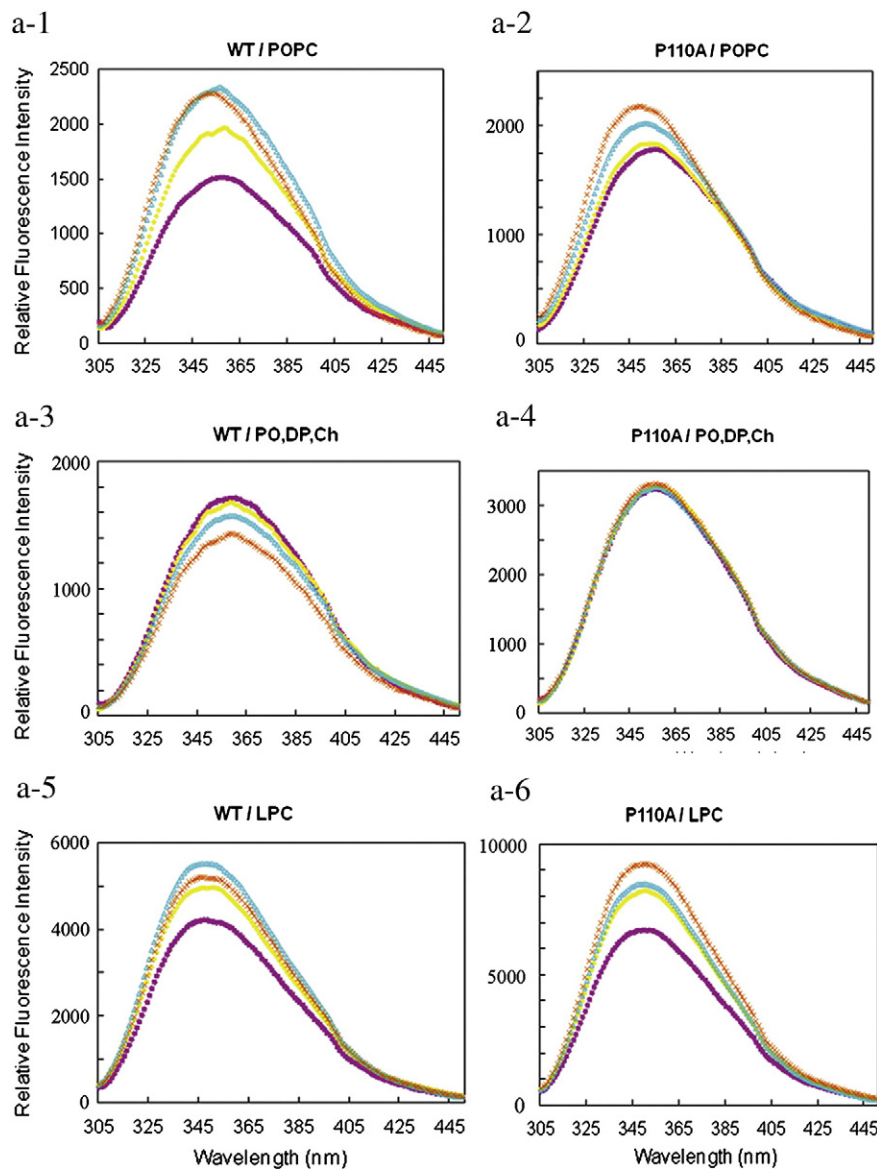 a-1
WT / POPC
Relative Fluorescence Intensity
2500
2000
1500
1000
500
0
305 325 345 365 385 405 425 445
a-2
P110A / POPC
2000
1000
0
305 325 345 365 385 405 425 445
a-3
WT / PO,DP,Ch
Relative Fluorescence Intensity
2000
1000
0
305 325 345 365 385 405 425 445
a-4
P110A / PO,DP,Ch
3000
2000
1000
0
305 325 345 365 385 405 425 445
a-5
WT / LPC
Relative Fluorescence Intensity
6000
4000
2000
0
305 325 345 365 385 405 425 445
Wavelength (nm)
a-6
P110A / LPC
10000
5000
0
305 325 345 365 385 405 425 445
Wavelength (nm)